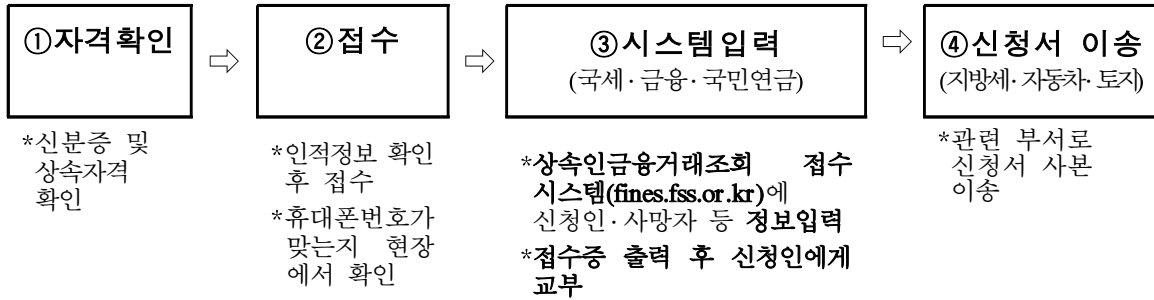 ①자격확인
⇨
②접수
⇨
③시스템입력
(국세·금융·국민연금)
⇨
④신청서 이송
(지방세·자동차·토지)
*신분증 및
상속자격
확인
*인적정보 확인
후 접수
*휴대폰번호가
맞는지 현장
에서 확인
*상속인금융거래조회 접수
시스템(fines.fss.or.kr)에
신청인·사망자 등 정보입력
*접수증 출력 후 신청인에게
교부
*관련 부서로
신청서 사본
이송